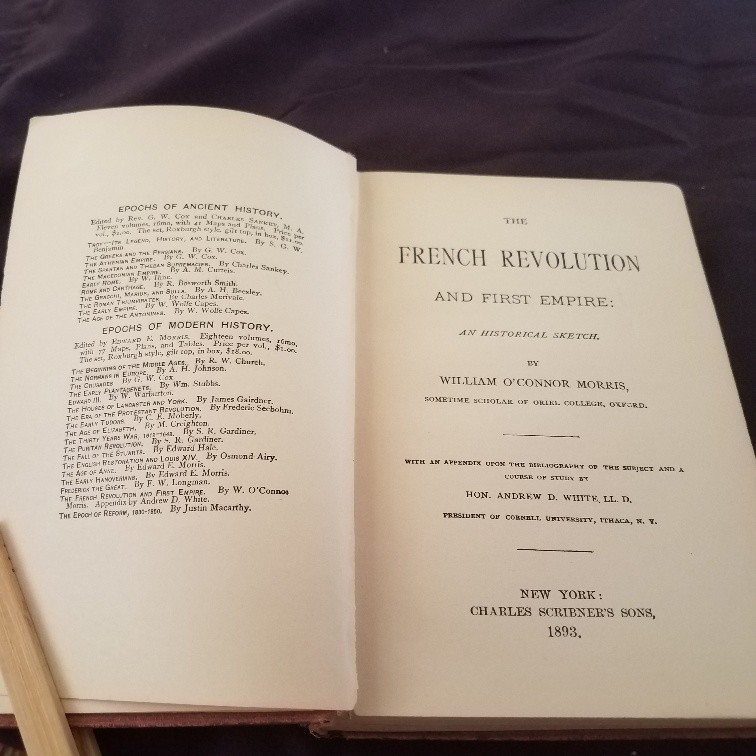 EPOCHS OF ANCIENT HISTORY.
Edited by Rev. G. W. Cox and Charles Sankey, M. A.
Eleven volumes, 16mo, with 41 Maps and Plans. Price per
vol., $1.00. The set, Roxburgh style, gilt top, in box, $11.00.
Troy—Its Legend, History, and Literature. By S. G. W.
Benjamin.
The Greeks and the Persians. By G. W. Cox.
The Athenian Empire. By G. W. Cox.
The Spartan and Theban Supremacies. By Charles Sankey.
The Macedonian Empire. By A. M. Curteis.
Early Rome. By W. Ihne.
Rome and Carthage. By R. Bosworth Smith.
The Gracchi, Marius, and Sulla. By A. H. Beesley.
The Roman Triumvirates. By Charles Merivale.
The Early Empire. By W. Wolfe Capes.
The Age of the Antonines. By W. Wolfe Capes.
EPOCHS OF MODERN HISTORY.
Edited by Edward E. Morris. Eighteen volumes, 16mo,
with 77 Maps, Plans, and Tables. Price per vol., $1.00.
The set, Roxburgh style, gilt top, in box, $18.00.
The Beginning of the Middle Ages. By R. W. Church.
The Normans in Europe. By A. H. Johnson.
The Crusades. By G. W. Cox.
The Early Plantagenets. By Wm. Stubbs.
Edward III. By W. Warburton.
The Houses of Lancaster and York. By James Gairdner.
The Era of the Protestant Revolution. By Frederic Seebohm.
The Early Tudors. By C. E. Moberly.
The Age of Elizabeth. By M. Creighton.
The Thirty Years War, 1618-1648. By S. R. Gardiner.
The Puritan Revolution. By S. R. Gardiner.
The Fall of the Stuarts. By Edward Hale.
The English Restoration and Louis XIV. By Osmond Airy.
The Age of Anne. By Edward E. Morris.
The Early Hanoverians. By Edward E. Morris.
Frederick the Great. By F. W. Longman.
The French Revolution and First Empire. By W. O'Connor
Morris. Appendix by Andrew D. White.
The Epoch of Reform, 1830-1850. By Justin Macarthy.
THE
FRENCH REVOLUTION
AND FIRST EMPIRE:
AN HISTORICAL SKETCH.
BY
WILLIAM O'CONNOR MORRIS,
SOMETIME SCHOLAR OF ORIEL COLLEGE, OXFORD.
WITH AN APPENDIX UPON THE BIBLIOGRAPHY OF THE SUBJECT AND A
COURSE OF STUDY BY
HON. ANDREW D. WHITE, LL. D.
PRESIDENT OF CORNELL UNIVERSITY, ITHACA, N. Y.
NEW YORK:
CHARLES SCRIBNER'S SONS,
1893.